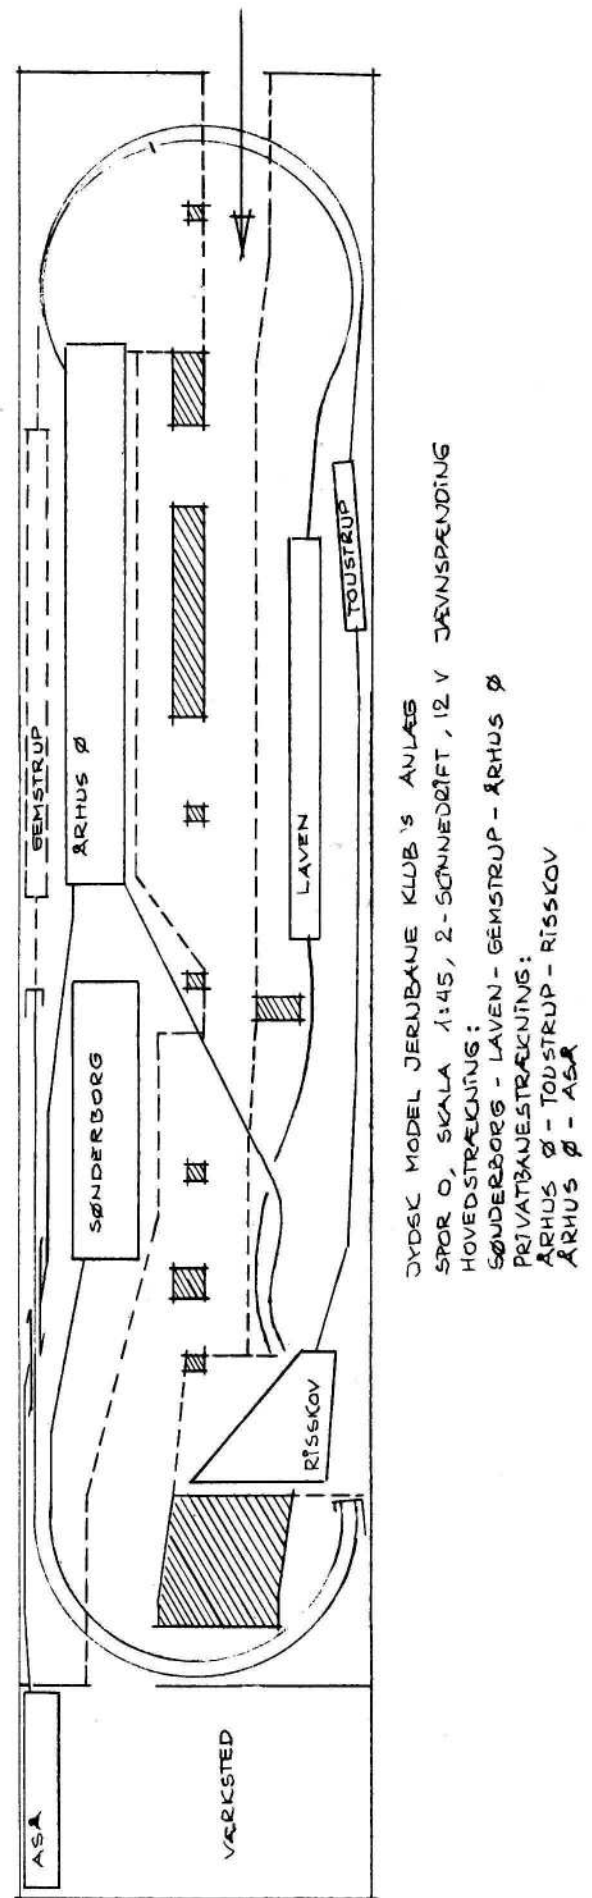 GEMSTRUP
ÅRHUS Ø
TOUSTRUP
LAVEN
SØNDERBORG
RISSKOV
ASÅ
VÆRKSTED
JYDSK MODEL JERNBANE KLUB'S ANLÆG
SPOR O, SKALA 1:45, 2-SKINNEDRIFT, 12 V JÆVNSPÆNDING
HOVEDSTRÆKNING:
SØNDERBORG - LAVEN - GEMSTRUP - ÅRHUS Ø
PRIVATBANESTRÆKNING:
ÅRHUS Ø - TOUSTRUP - RISSKOV
ÅRHUS Ø - ASÅ